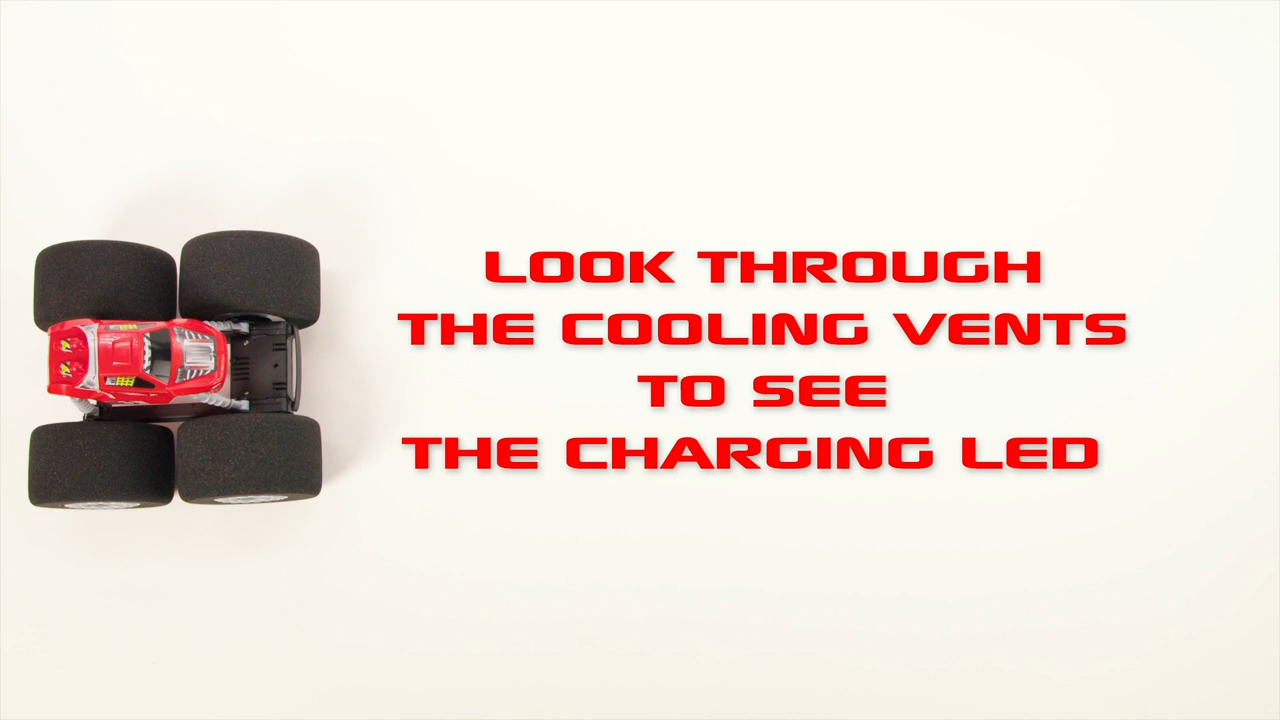 LOOK THROUGH
THE COOLING VENTS
TO SEE
THE CHARGING LED